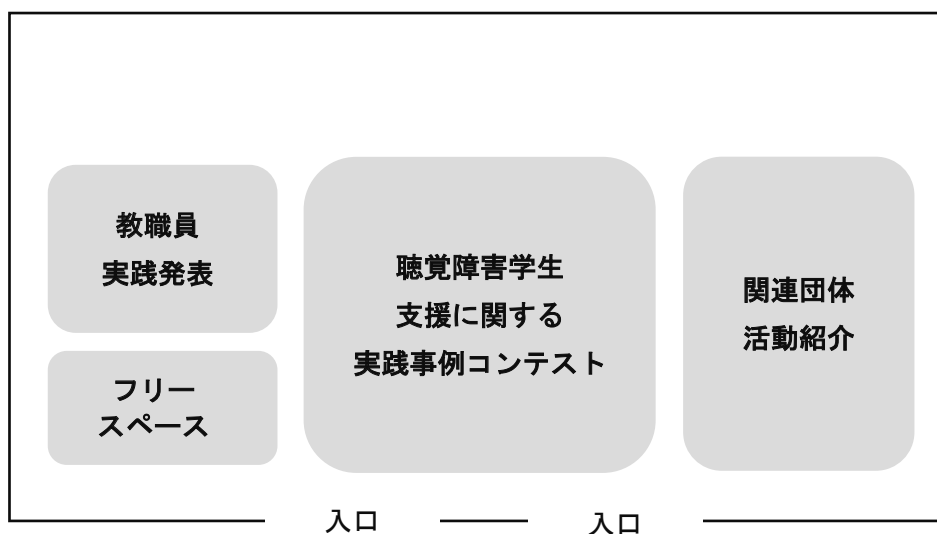 教職員
実践発表
フリー
スペース
聴覚障害学生
支援に関する
実践事例コンテスト
関連団体
活動紹介
入口
入口